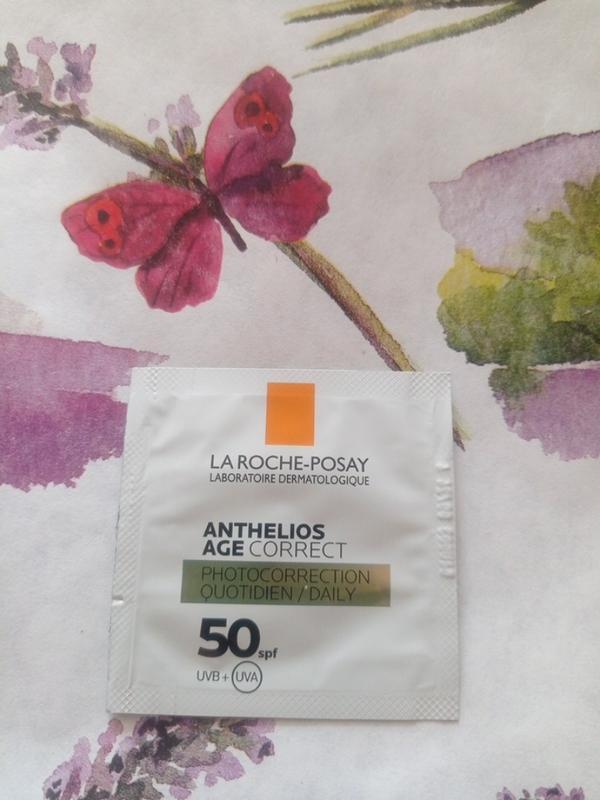 LA ROCHE-POSAY
LABORATOIRE DERMATOLOGIQUE
ANTHELIOS
AGE CORRECT
PHOTOCORRECTION
QUOTIDIEN / DAILY
50 spf
UVB + UVA